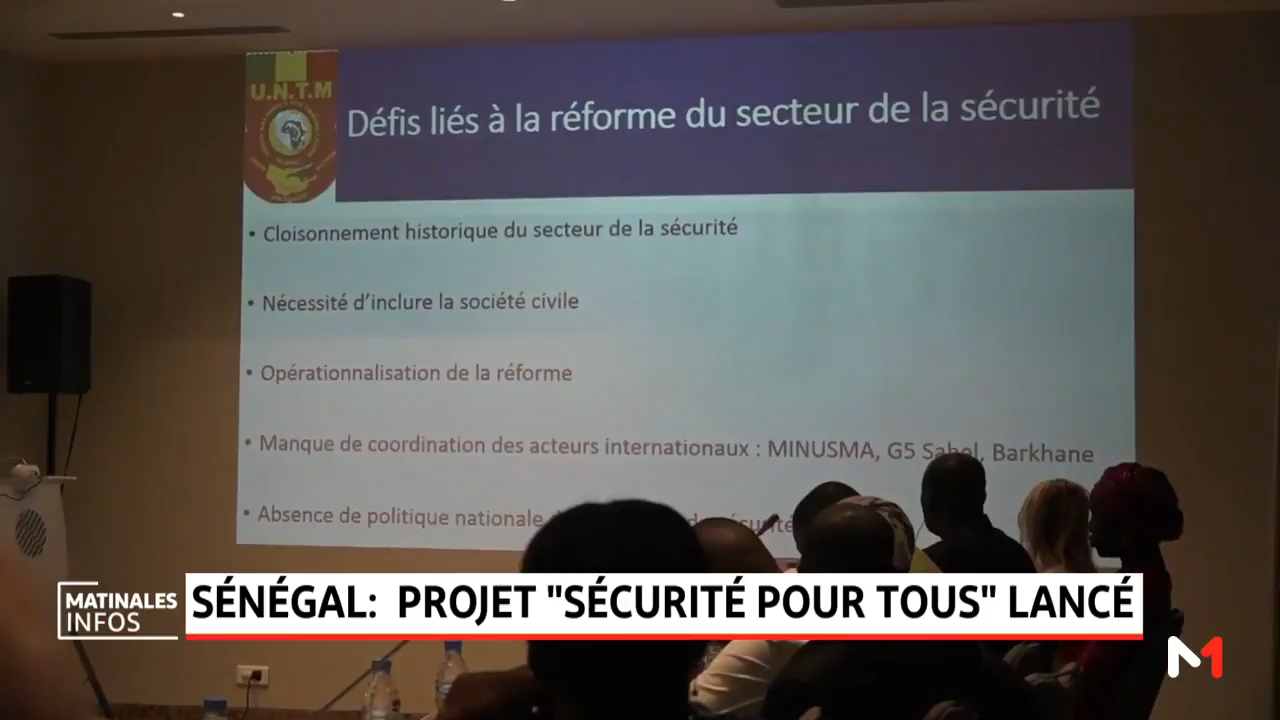 U.N.T.M
Défis liés à la réforme du secteur de la sécurité
• Cloisonnement historique du secteur de la sécurité
• Nécessité d'inclure la société civile
• Opérationnalisation de la réforme
• Manque de coordination des acteurs internationaux : MINUSMA, G5 Sahel, Barkhane
• Absence de politique nationale
MATINALES
INFOS
SÉNÉGAL: PROJET "SÉCURITÉ POUR TOUS" LANCÉ
M1